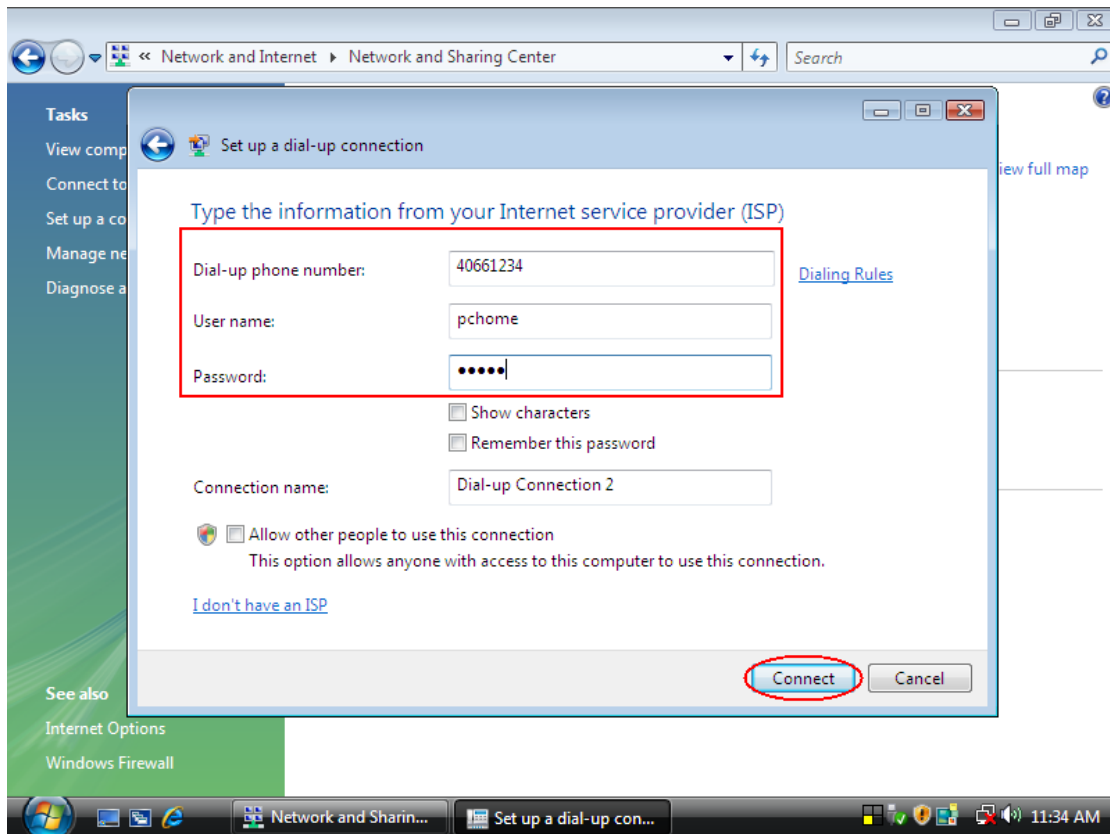 « Network and Internet ▸ Network and Sharing Center
Search
Tasks
View comp
Connect to
Set up a co
Manage ne
Diagnose a
iew full map
Set up a dial-up connection
Type the information from your Internet service provider (ISP)
Dial-up phone number: 40661234
Dialing Rules
User name: pchome
Password: •••••
Show characters
Remember this password
Connection name: Dial-up Connection 2
Allow other people to use this connection
This option allows anyone with access to this computer to use this connection.
I don't have an ISP
Connect Cancel
See also
Internet Options
Windows Firewall
Network and Sharin... Set up a dial-up con... 11:34 AM